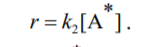 r = k₂[A*] .